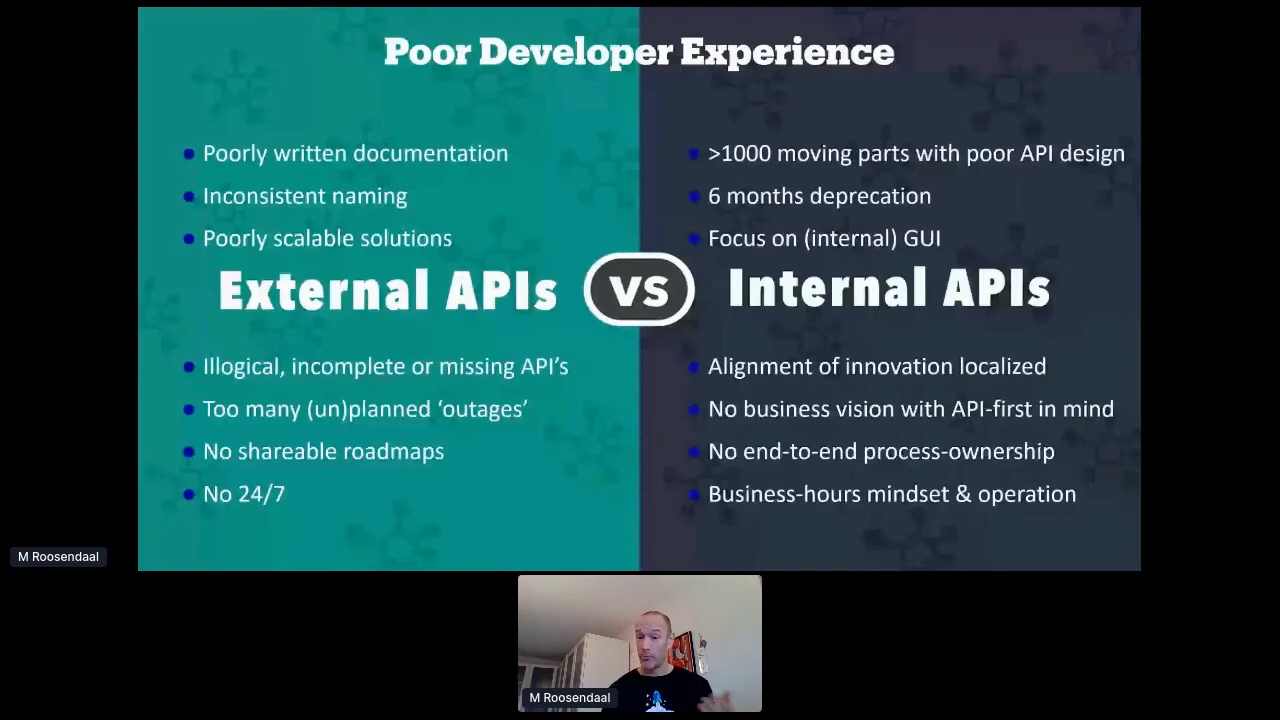 Poor Developer Experience
Poorly written documentation
Inconsistent naming
Poorly scalable solutions
External APIs
Illogical, incomplete or missing API’s
Too many (un)planned ‘outages’
No shareable roadmaps
No 24/7
vs
>1000 moving parts with poor API design
6 months deprecation
Focus on (internal) GUI
Internal APIs
Alignment of innovation localized
No business vision with API-first in mind
No end-to-end process-ownership
Business-hours mindset & operation
M Roosendaal
M Roosendaal